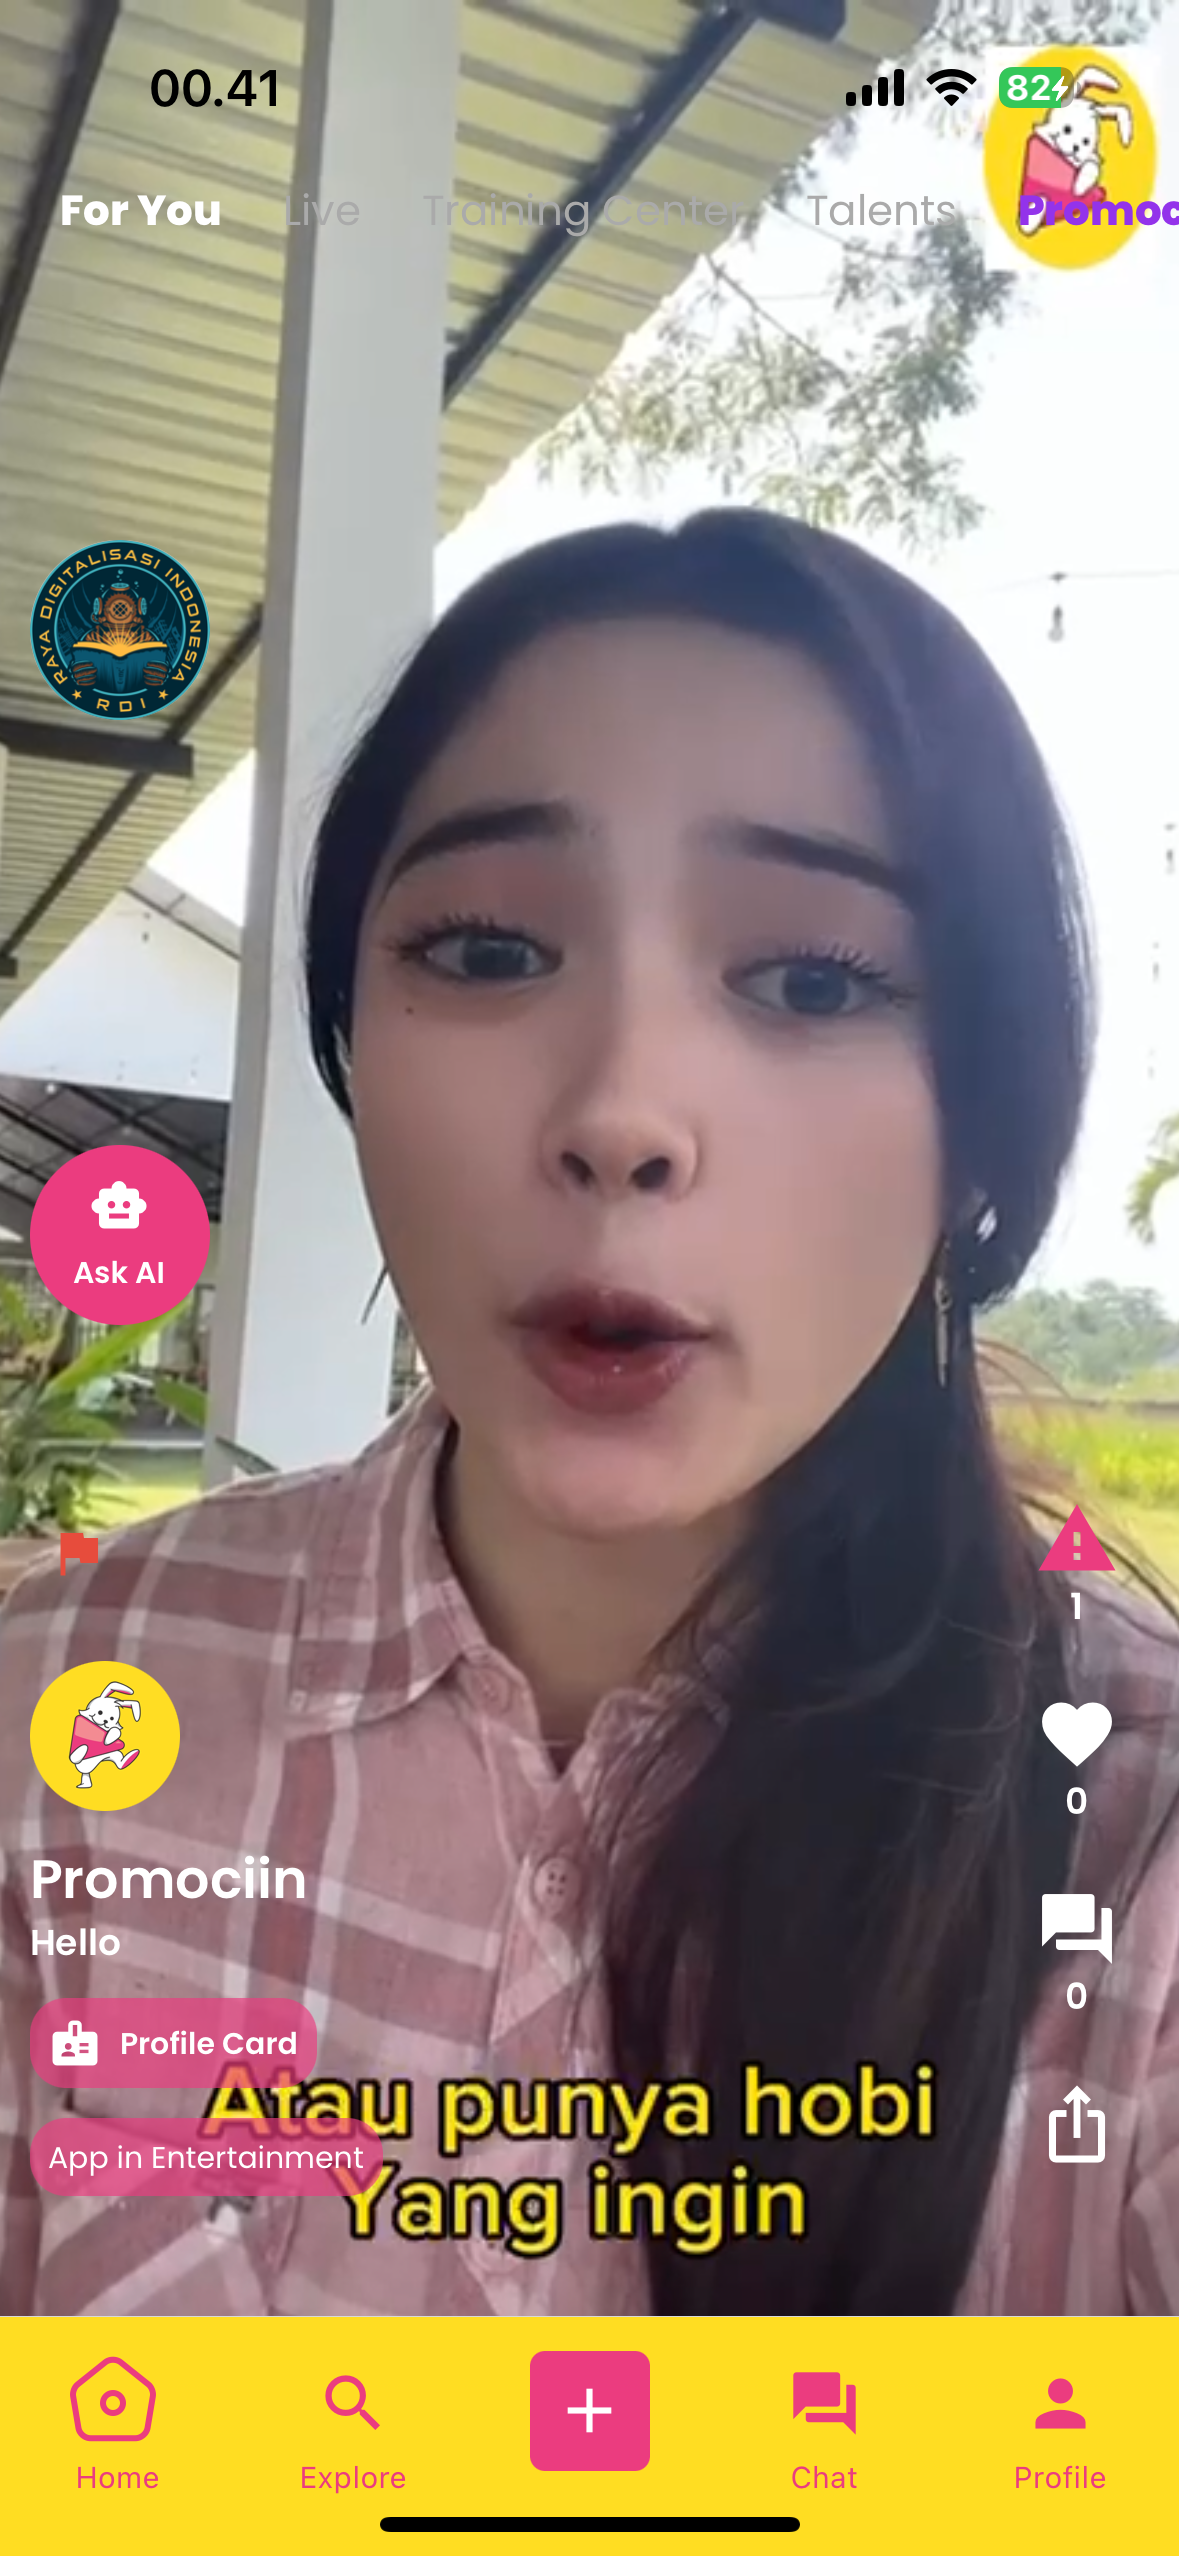 00.41
82
For You Live Training Center Talents Promoc
RAYA DIGITALISASI INDONESIA
RDI
Ask AI
1
0
Promociin
Hello
0
Profile Card
Atau punya hobi
App in Entertainment
Yang ingin
Home Explore Chat Profile